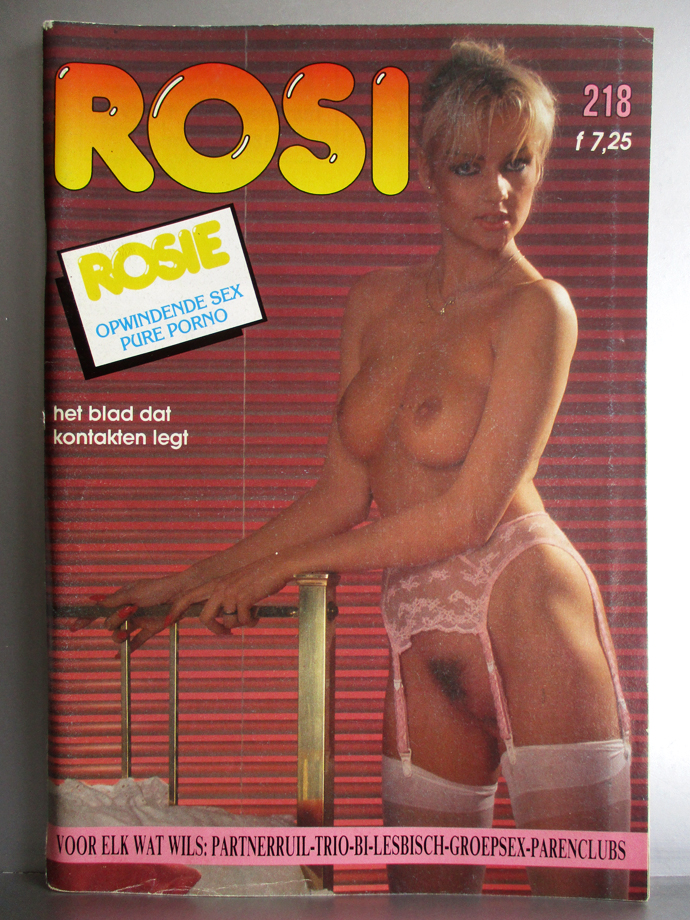 ROSI
218
f 7,25
ROSIE
OPWINDENDE SEX
PURE PORNO
het blad dat
kontakten legt
VOOR ELK WAT WILS: PARTNERRUIL-TRIO-BI-LESBISCH-GROEPSEX-PARENCLUBS